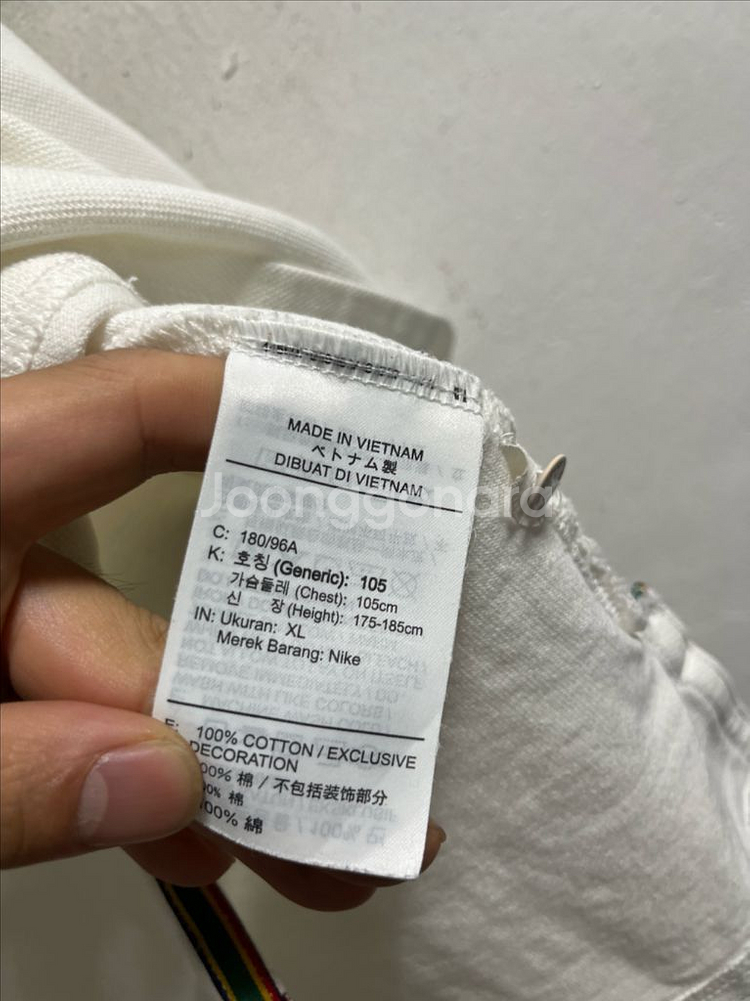 MADE IN VIETNAM
ベトナム製
DIBUAT DI VIETNAM
Joonggonara
C: 180/96A
K: 호칭 (Generic): 105
가슴둘레 (Chest): 105cm
신 장 (Height): 175-185cm
IN: Ukuran: XL
Merek Barang: Nike
E: 100% COTTON / EXCLUSIVE
DECORATION
00% 棉 / 不包括装饰部分
00% 棉
100% 綿